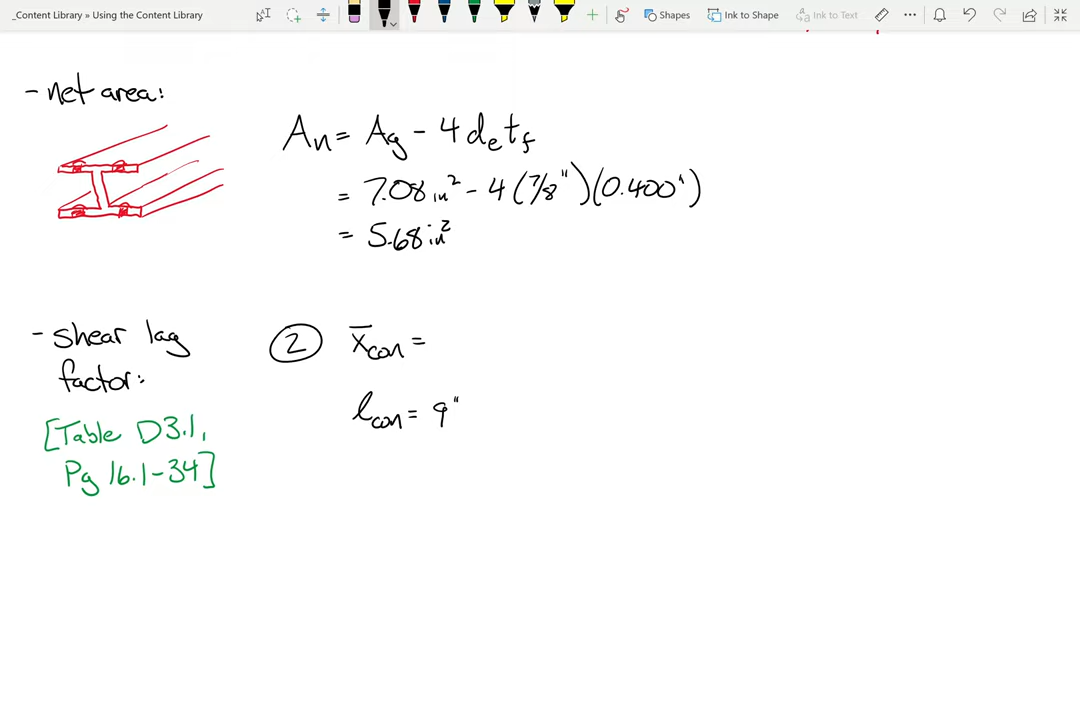 _Content Library » Using the Content Library
Shapes
Ink to Shape
Ink to Text
- net area:
An = Ag - 4 de tf
= 7.08 in² - 4 (7/8")(0.400")
= 5.68 in²
- shear lag
factor:
[Table D3.1,
Pg 16.1-34]
② x̄con =
lcon = 9"